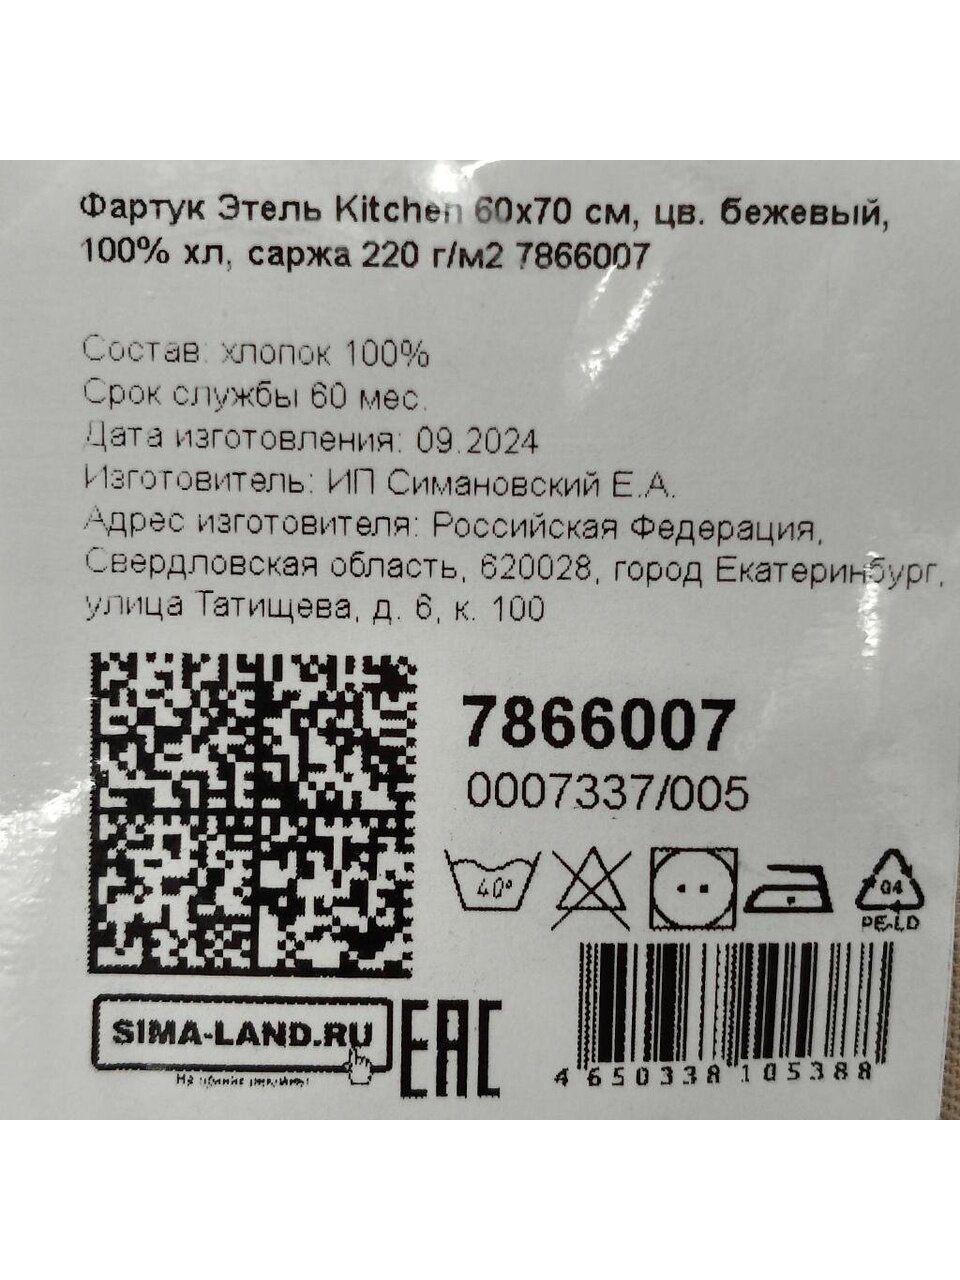 Фартук Этель Kitchen 60х70 см, цв. бежевый,
100% хл, саржа 220 г/м2 7866007
Состав: хлопок 100%
Срок службы 60 мес.
Дата изготовления: 09.2024
Изготовитель: ИП Симановский Е.А.
Адрес изготовителя: Российская Федерация,
Свердловская область, 620028, город Екатеринбург,
улица Татищева, д. 6, к. 100
7866007
0007337/005
40°
04
PE-LD
SIMA-LAND.RU
EAC
4 650338 105388